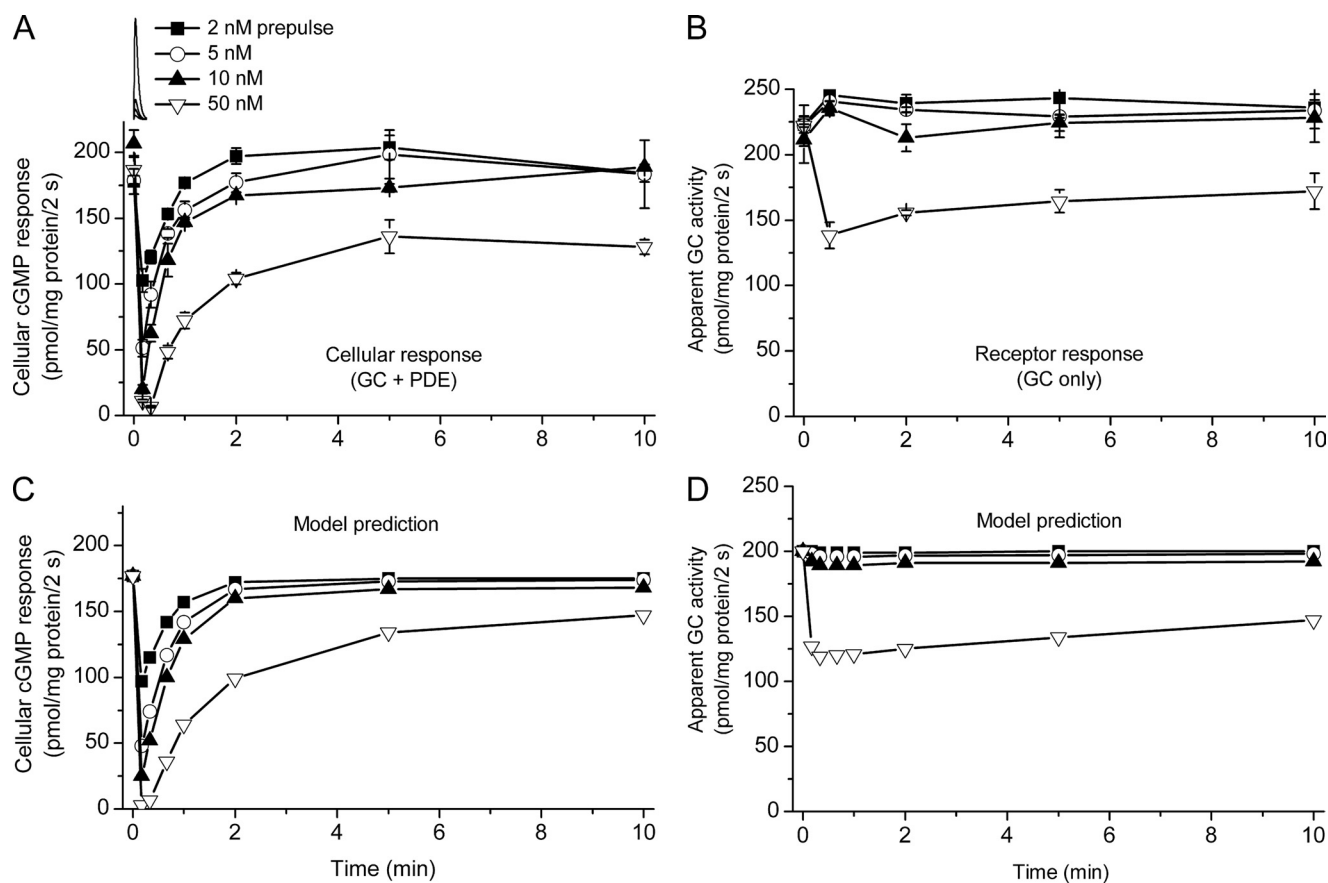 A
2 nM prepulse
5 nM
10 nM
50 nM
Cellular cGMP response
(pmol/mg protein/2 s)
200
150
100
50
0
Cellular response
(GC + PDE)
0 2 4 6 8 10
B
Apparent GC activity
(pmol/mg protein/2 s)
250
200
150
100
50
0
Receptor response
(GC only)
0 2 4 6 8 10
C
Cellular cGMP response
(pmol/mg protein/2 s)
200
150
100
50
0
Model prediction
0 2 4 6 8 10
Time (min)
D
Apparent GC activity
(pmol/mg protein/2 s)
250
200
150
100
50
0
Model prediction
0 2 4 6 8 10
Time (min)